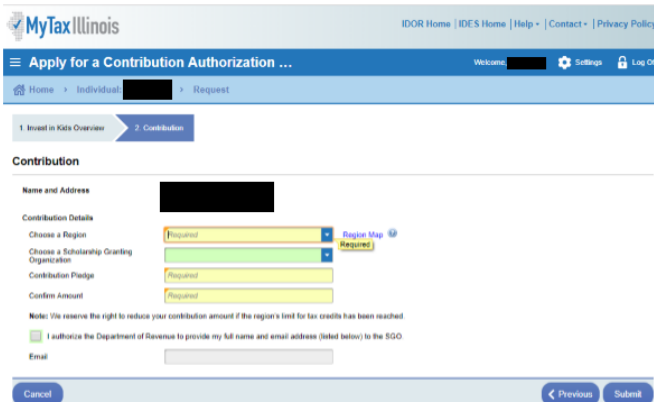 MyTax Illinois
IDOR Home | IDES Home | Help | Contact | Privacy Policy
Apply for a Contribution Authorization ...
Welcome,
Settings
Log Of
Home > Individual: > Request
1. Invest in Kids Overview
2. Contribution
Contribution
Name and Address
Contribution Details
Choose a Region
Required
Region Map
Required
Choose a Scholarship Granting
Organization
Contribution Pledge
Required
Confirm Amount
Required
Note: We reserve the right to reduce your contribution amount if the region's limit for tax credits has been reached.
I authorize the Department of Revenue to provide my full name and email address (listed below) to the SGO.
Email
Cancel
Previous
Submit